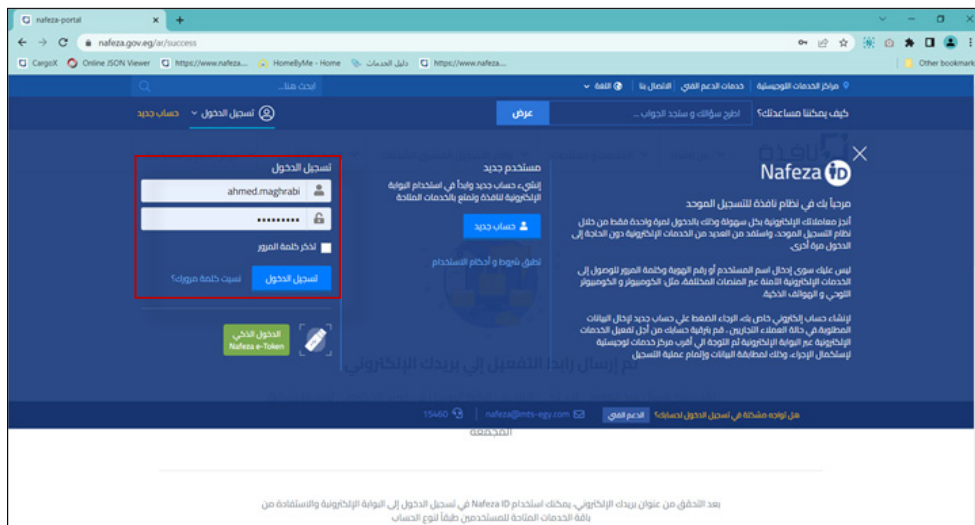 nafeza-portal
nafeza.gov.eg/ar/success
CargoX
Online JSON Viewer
https://www.nafeza...
HomeByMe - Home
دليل الخدمات
https://www.nafeza...
Other bookmark
مراكز الخدمات اللوجيستية
خدمات الدعم الفني
الاتصال بنا
اللغة
ابحث هنا...
كيف يمكننا مساعدتك؟
اطرح سؤالك و ستجد الجواب ...
عرض
تسجيل الدخول
حساب جديد
Nafeza ID
مرحباً بك في نظام نافذة للتسجيل الموحد
أنجز معاملاتك الإلكترونية بكل سهولة وذلك بالدخول لمرة واحدة فقط من خلال
نظام التسجيل الموحد. واستفد من العديد من الخدمات الإلكترونية دون الحاجة إلى
الدخول مرة أخرى.
ليس عليك سوى إدخال اسم المستخدم أو رقم الهوية وكلمة المرور للوصول إلى
الخدمات الإلكترونية الآمنة عبر المنصات المختلفة، مثل: الكومبيوتر و الكومبيوتر
اللوحي و الهواتف الذكية.
لإنشاء حساب إلكتروني خاص بك، الرجاء الضغط على حساب جديد لإدخال البيانات
المطلوبة.في حالة العملاء التجاريين ، قم بترقية حسابك من أجل تفعيل الخدمات
الإلكترونية عبر البوابة الإلكترونية ثم التوجة الي أقرب مركز خدمات لوجيستية
لإستكمال الإجراء، وذلك لمطابقة البيانات وإتمام عملية التسجيل
مستخدم جديد
إنشيء حساب جديد وابدأ في استخدام البوابة
الإلكترونية لنافذة وتمتع بالخدمات المتاحة
حساب جديد
تطبق شروط و أحكام الاستخدام
تسجيل الدخول
ahmed.maghrabi
•••••••••
تذكر كلمة المرور
تسجيل الدخول
نسيت كلمة مرورك؟
الدخول الذكي
Nafeza e-Token
تم إرسال رابط التفعيل إلى بريدك الإلكتروني
هل تواجه مشكلة في تسجيل الدخول لحسابك؟
الدعم الفني
nafeza@mts-egy.com
15460
المجمعة
بعد التحقق من عنوان بريدك الإلكتروني، يمكنك استخدام Nafeza ID في تسجيل الدخول إلى البوابة الإلكترونية والاستفادة من
باقة الخدمات المتاحة للمستخدمين طبقاً لنوع الحساب